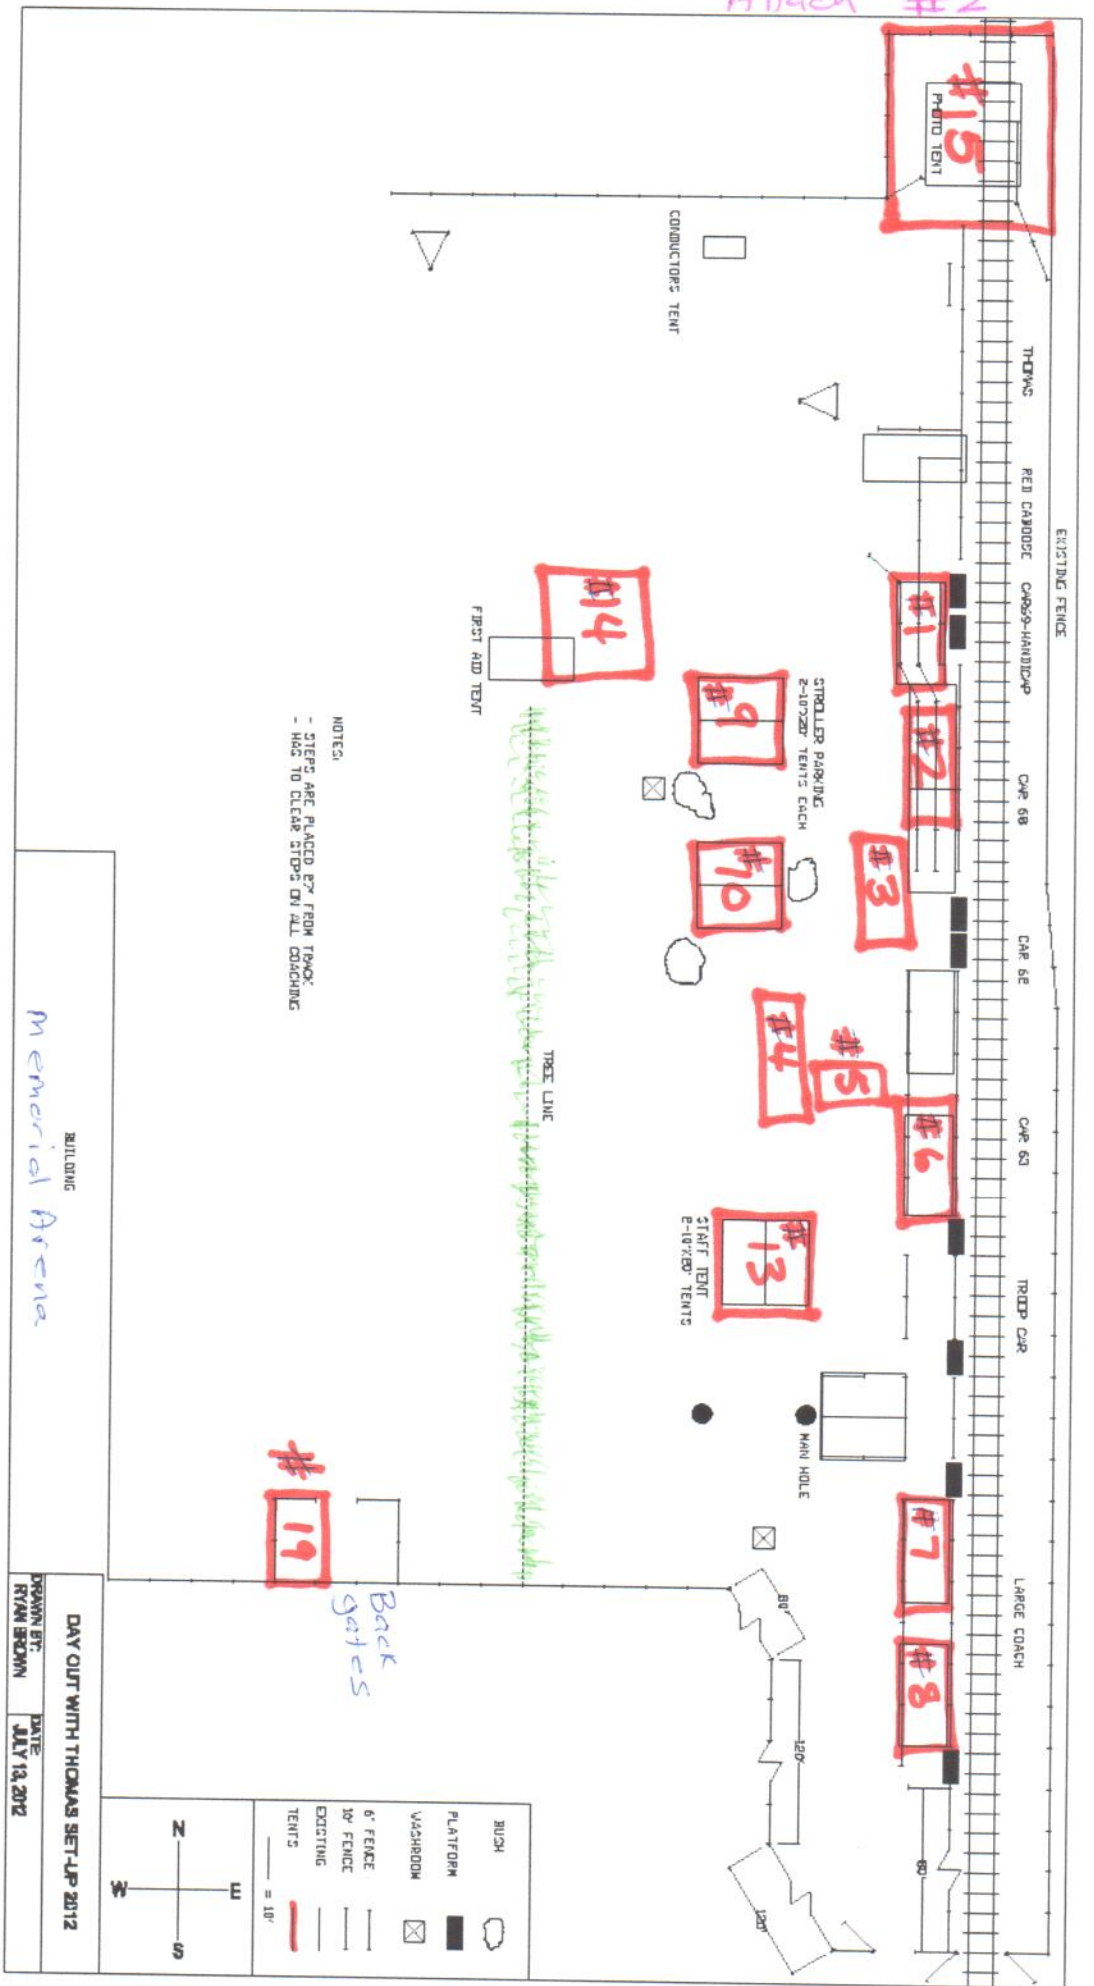 Attach #2
EXISTING FENCE
THOMAS
RED CABOOSE
CAR69-HANDICAP
CAR 68
CAR 62
CAR 63
TROOP CAR
LARGE COACH
#15
PHOTO TENT
CONDUCTORS TENT
#1
#2
#3
#4
#5
#6
#7
#8
STROLLER PARKING
2-10'X20' TENTS EACH
#9
#10
#14
FIRST AID TENT
#13
STAFF TENT
2-10'X20' TENTS
MAN HOLE
TREE LINE
80'
120'
120'
60'
NOTES:
- STEPS ARE PLACED 27" FROM TRACK
- HAS TO CLEAR STEPS ON ALL COACHING
# 19
Back
gates
BUILDING
Memorial Arena
BUSH
PLATFORM
WASHROOM
6' FENCE
10' FENCE
EXISTING
TENTS
= 10'
N
E
S
W
DAY OUT WITH THOMAS SET-UP 2012
DRAWN BY:
RYAN BROWN
DATE:
JULY 13, 2012